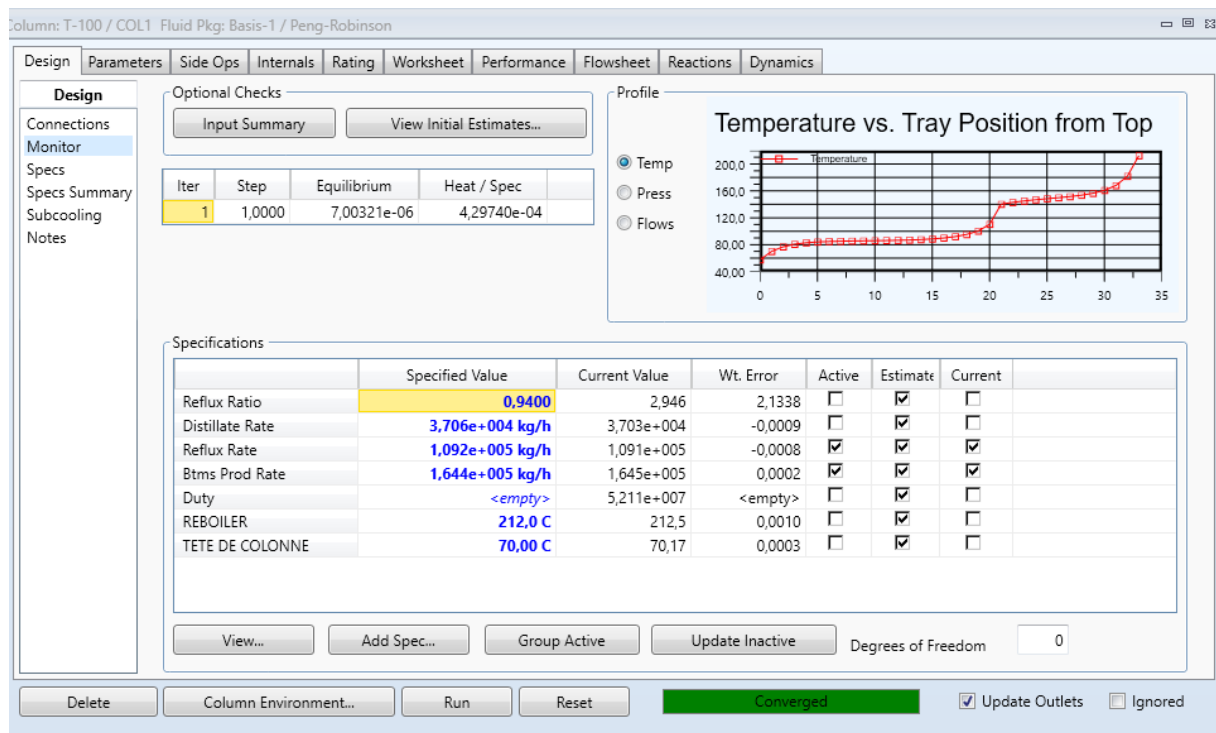 Column: T-100 / COL1 Fluid Pkg: Basis-1 / Peng-Robinson
Design Parameters Side Ops Internals Rating Worksheet Performance Flowsheet Reactions Dynamics
Design
Connections
Monitor
Specs
Specs Summary
Subcooling
Notes
Optional Checks
Input Summary View Initial Estimates...
Iter Step Equilibrium Heat / Spec
1 1,0000 7,00321e-06 4,29740e-04
Profile
Temp
Press
Flows
Temperature vs. Tray Position from Top
Temperature
200,0
160,0
120,0
80,00
40,00
0 5 10 15 20 25 30 35
Specifications
Specified Value Current Value Wt. Error Active Estimate Current
Reflux Ratio 0,9400 2,946 2,1338
Distillate Rate 3,706e+004 kg/h 3,703e+004 -0,0009
Reflux Rate 1,092e+005 kg/h 1,091e+005 -0,0008
Btms Prod Rate 1,644e+005 kg/h 1,645e+005 0,0002
Duty <empty> 5,211e+007 <empty>
REBOILER 212,0 C 212,5 0,0010
TETE DE COLONNE 70,00 C 70,17 0,0003
View... Add Spec... Group Active Update Inactive Degrees of Freedom 0
Delete Column Environment... Run Reset Converged Update Outlets Ignored